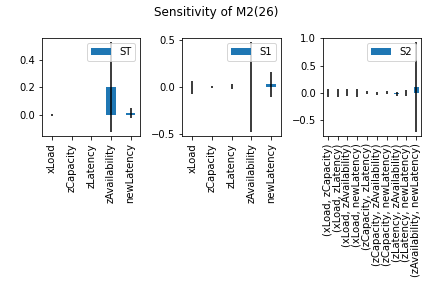 Sensitivity of M2(26)
ST
0.4
0.2
0.0
xLoad
zCapacity
zLatency
zAvailability
newLatency
S1
0.5
0.0
−0.5
xLoad
zCapacity
zLatency
zAvailability
newLatency
S2
1.0
0.5
0.0
−0.5
(xLoad, zCapacity)
(xLoad, zLatency)
(xLoad, zAvailability)
(xLoad, newLatency)
(zCapacity, zLatency)
(zCapacity, zAvailability)
(zCapacity, newLatency)
(zLatency, zAvailability)
(zLatency, newLatency)
(zAvailability, newLatency)